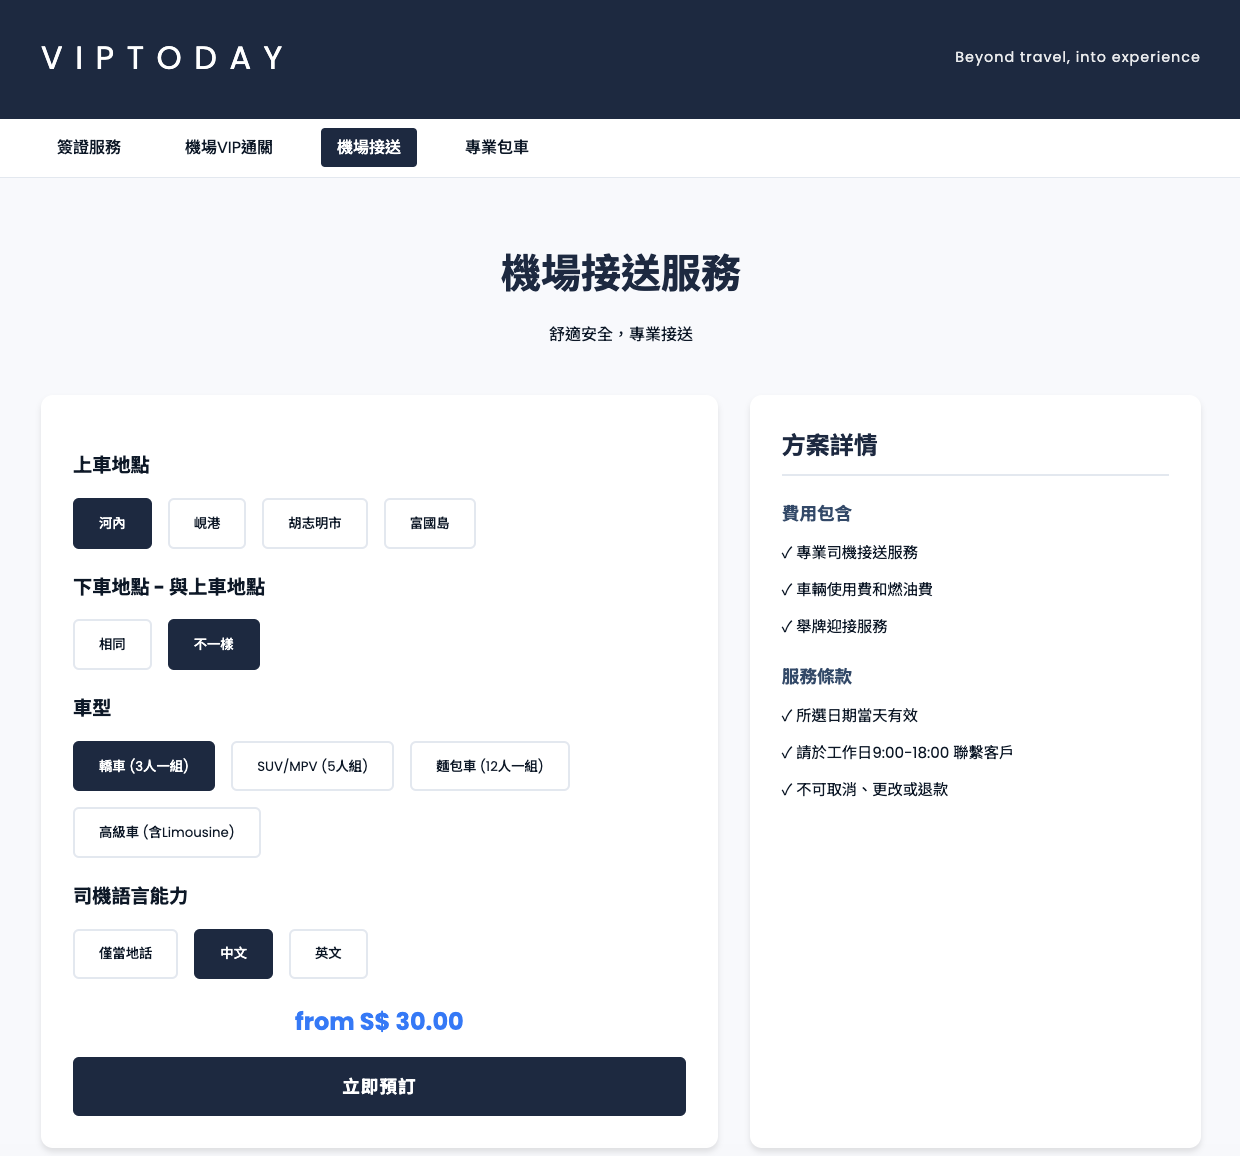 VIPTODAY
Beyond travel, into experience
簽證服務
機場VIP通關
機場接送
專業包車
機場接送服務
舒適安全，專業接送
上車地點
河內
峴港
胡志明市
富國島
下車地點 - 與上車地點
相同
不一樣
車型
轎車 (3人一組)
SUV/MPV (5人組)
麵包車 (12人一組)
高級車 (含Limousine)
司機語言能力
僅當地話
中文
英文
from S$ 30.00
立即預訂
方案詳情
費用包含
✓ 專業司機接送服務
✓ 車輛使用費和燃油費
✓ 舉牌迎接服務
服務條款
✓ 所選日期當天有效
✓ 請於工作日9:00-18:00 聯繫客戶
✓ 不可取消、更改或退款